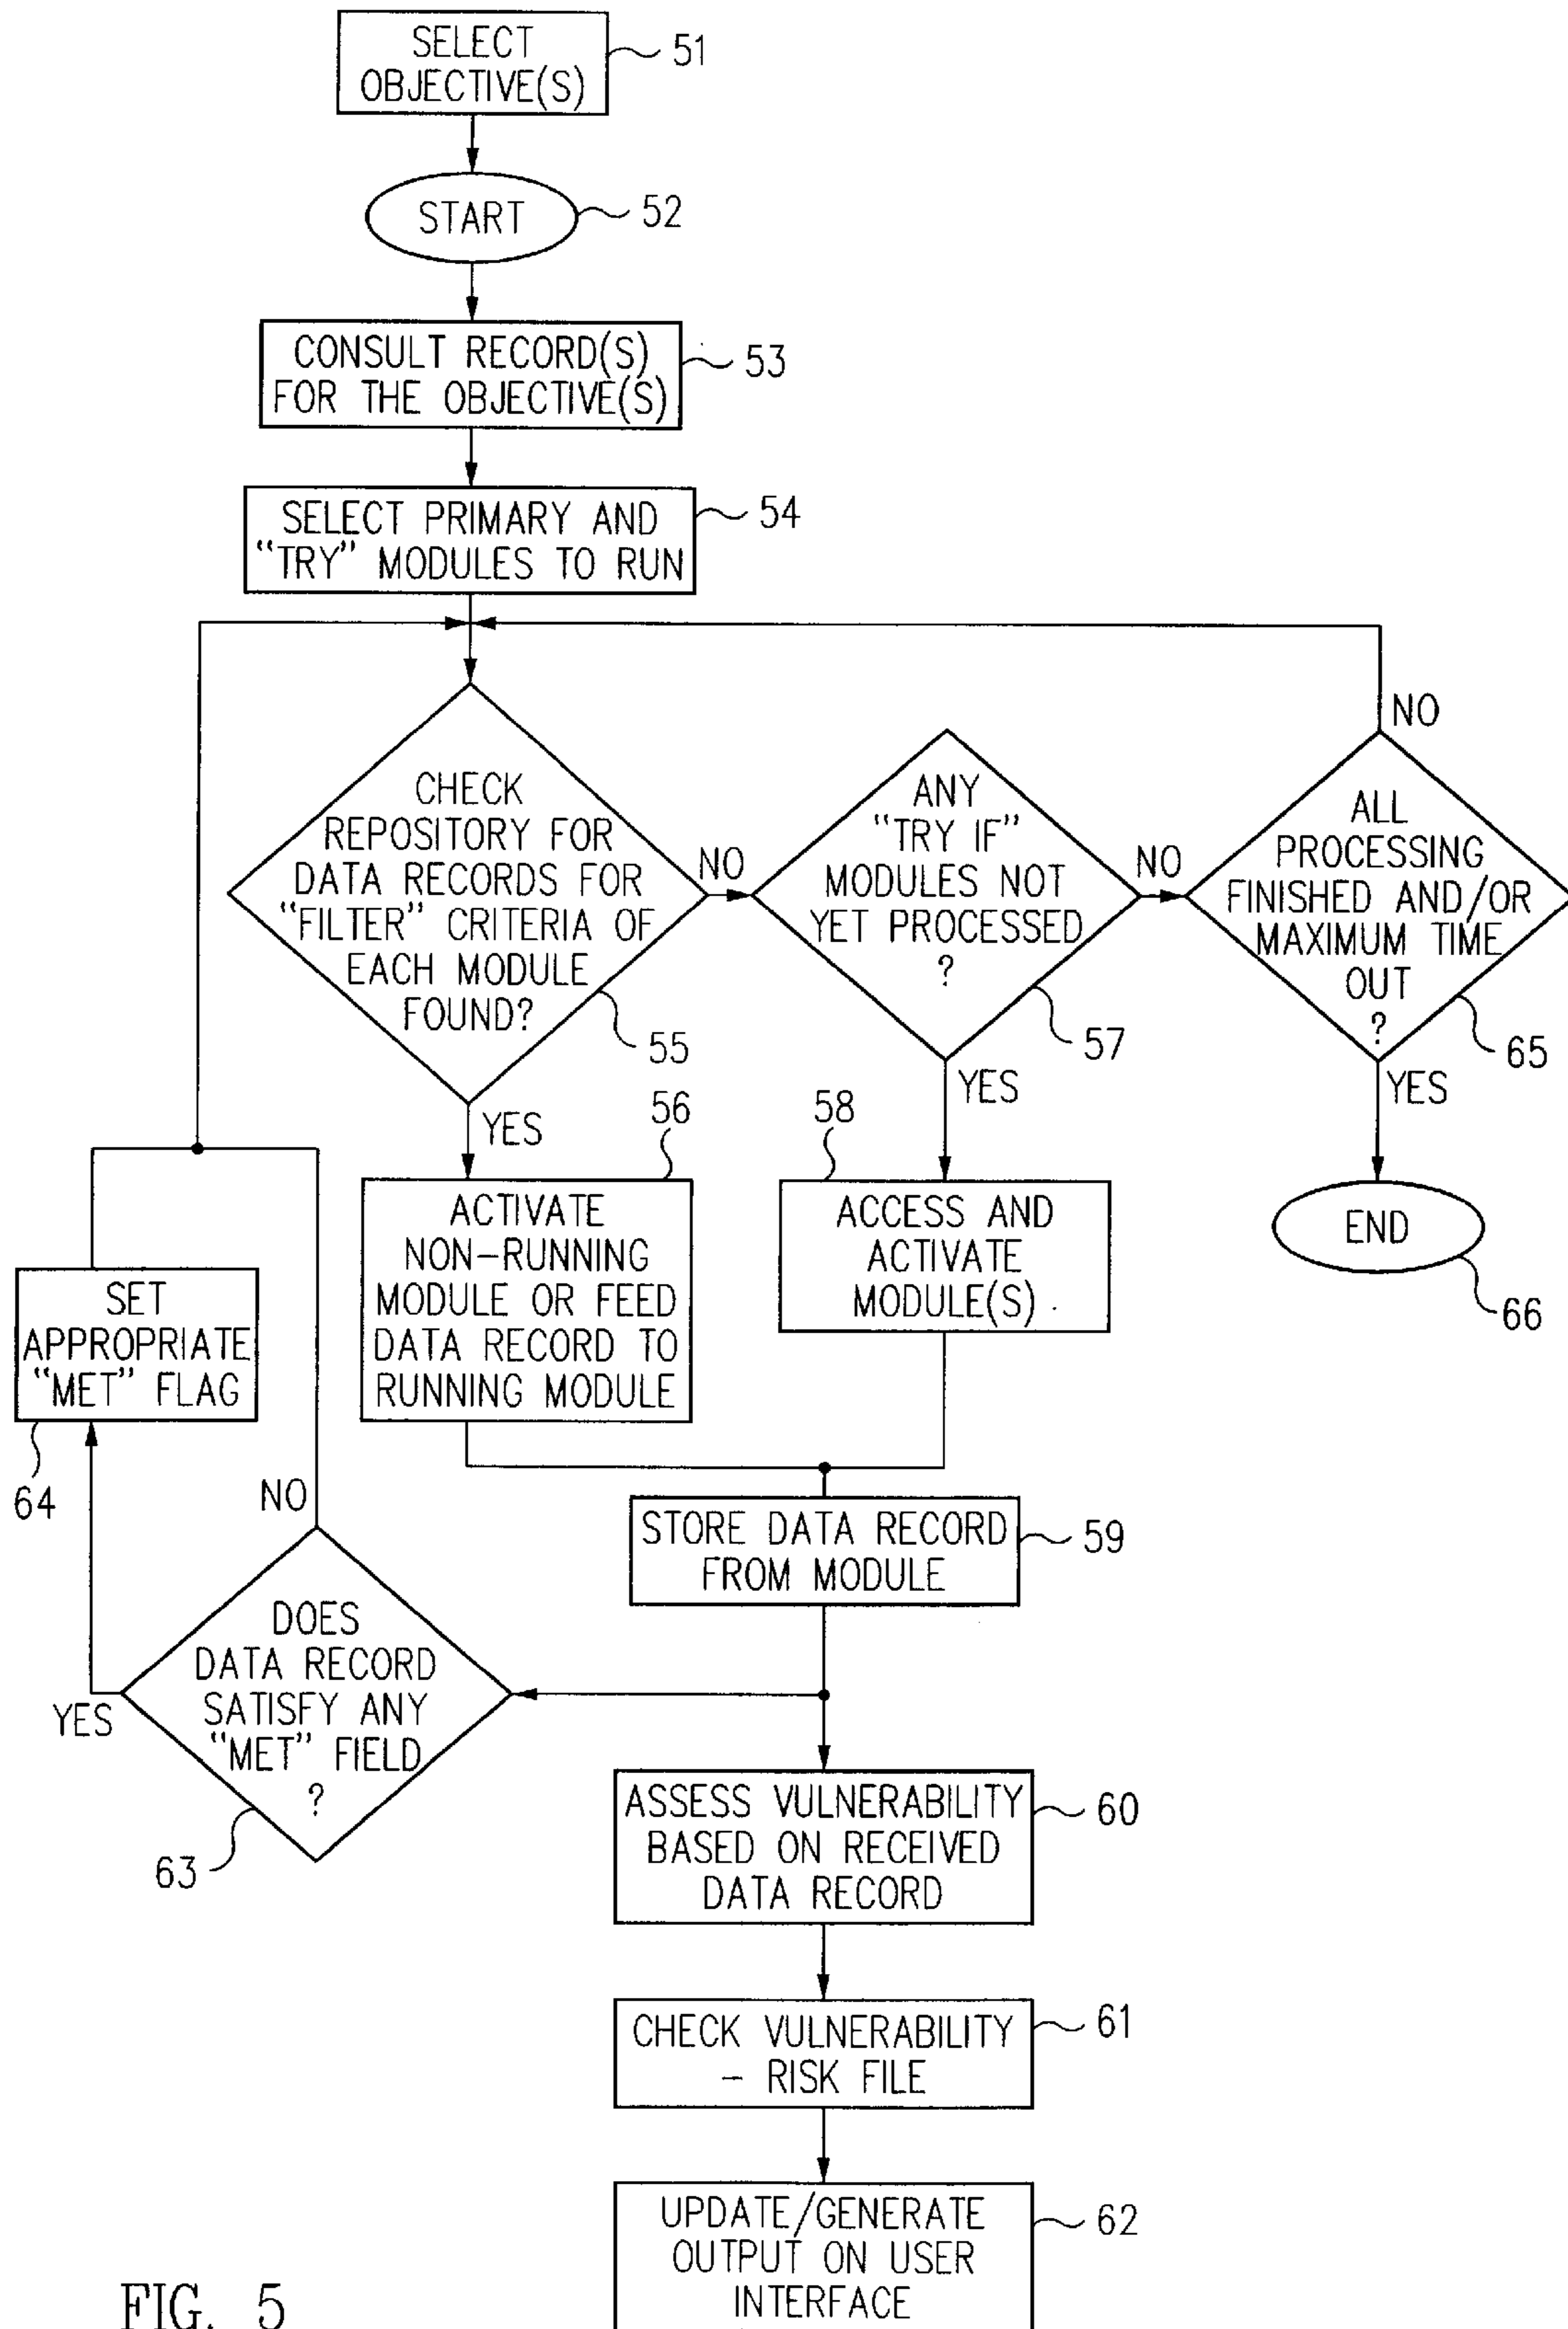 SELECT
OBJECTIVE(S)
51
START
52
CONSULT RECORD(S)
FOR THE OBJECTIVE(S)
53
SELECT PRIMARY AND
“TRY” MODULES TO RUN
54
CHECK
REPOSITORY FOR
DATA RECORDS FOR
“FILTER” CRITERIA OF
EACH MODULE
FOUND?
55
NO
YES
ANY
“TRY IF”
MODULES NOT
YET PROCESSED
?
57
NO
YES
ALL
PROCESSING
FINISHED AND/OR
MAXIMUM TIME
OUT
?
65
NO
YES
56
ACTIVATE
NON-RUNNING
MODULE OR FEED
DATA RECORD TO
RUNNING MODULE
58
ACCESS AND
ACTIVATE
MODULE(S)
END
66
SET
APPROPRIATE
“MET” FLAG
64
NO
STORE DATA RECORD
FROM MODULE
59
DOES
DATA RECORD
SATISFY ANY
“MET” FIELD
?
YES
63
ASSESS VULNERABILITY
BASED ON RECEIVED
DATA RECORD
60
CHECK VULNERABILITY
- RISK FILE
61
UPDATE/GENERATE
OUTPUT ON USER
INTERFACE
62
FIG. 5